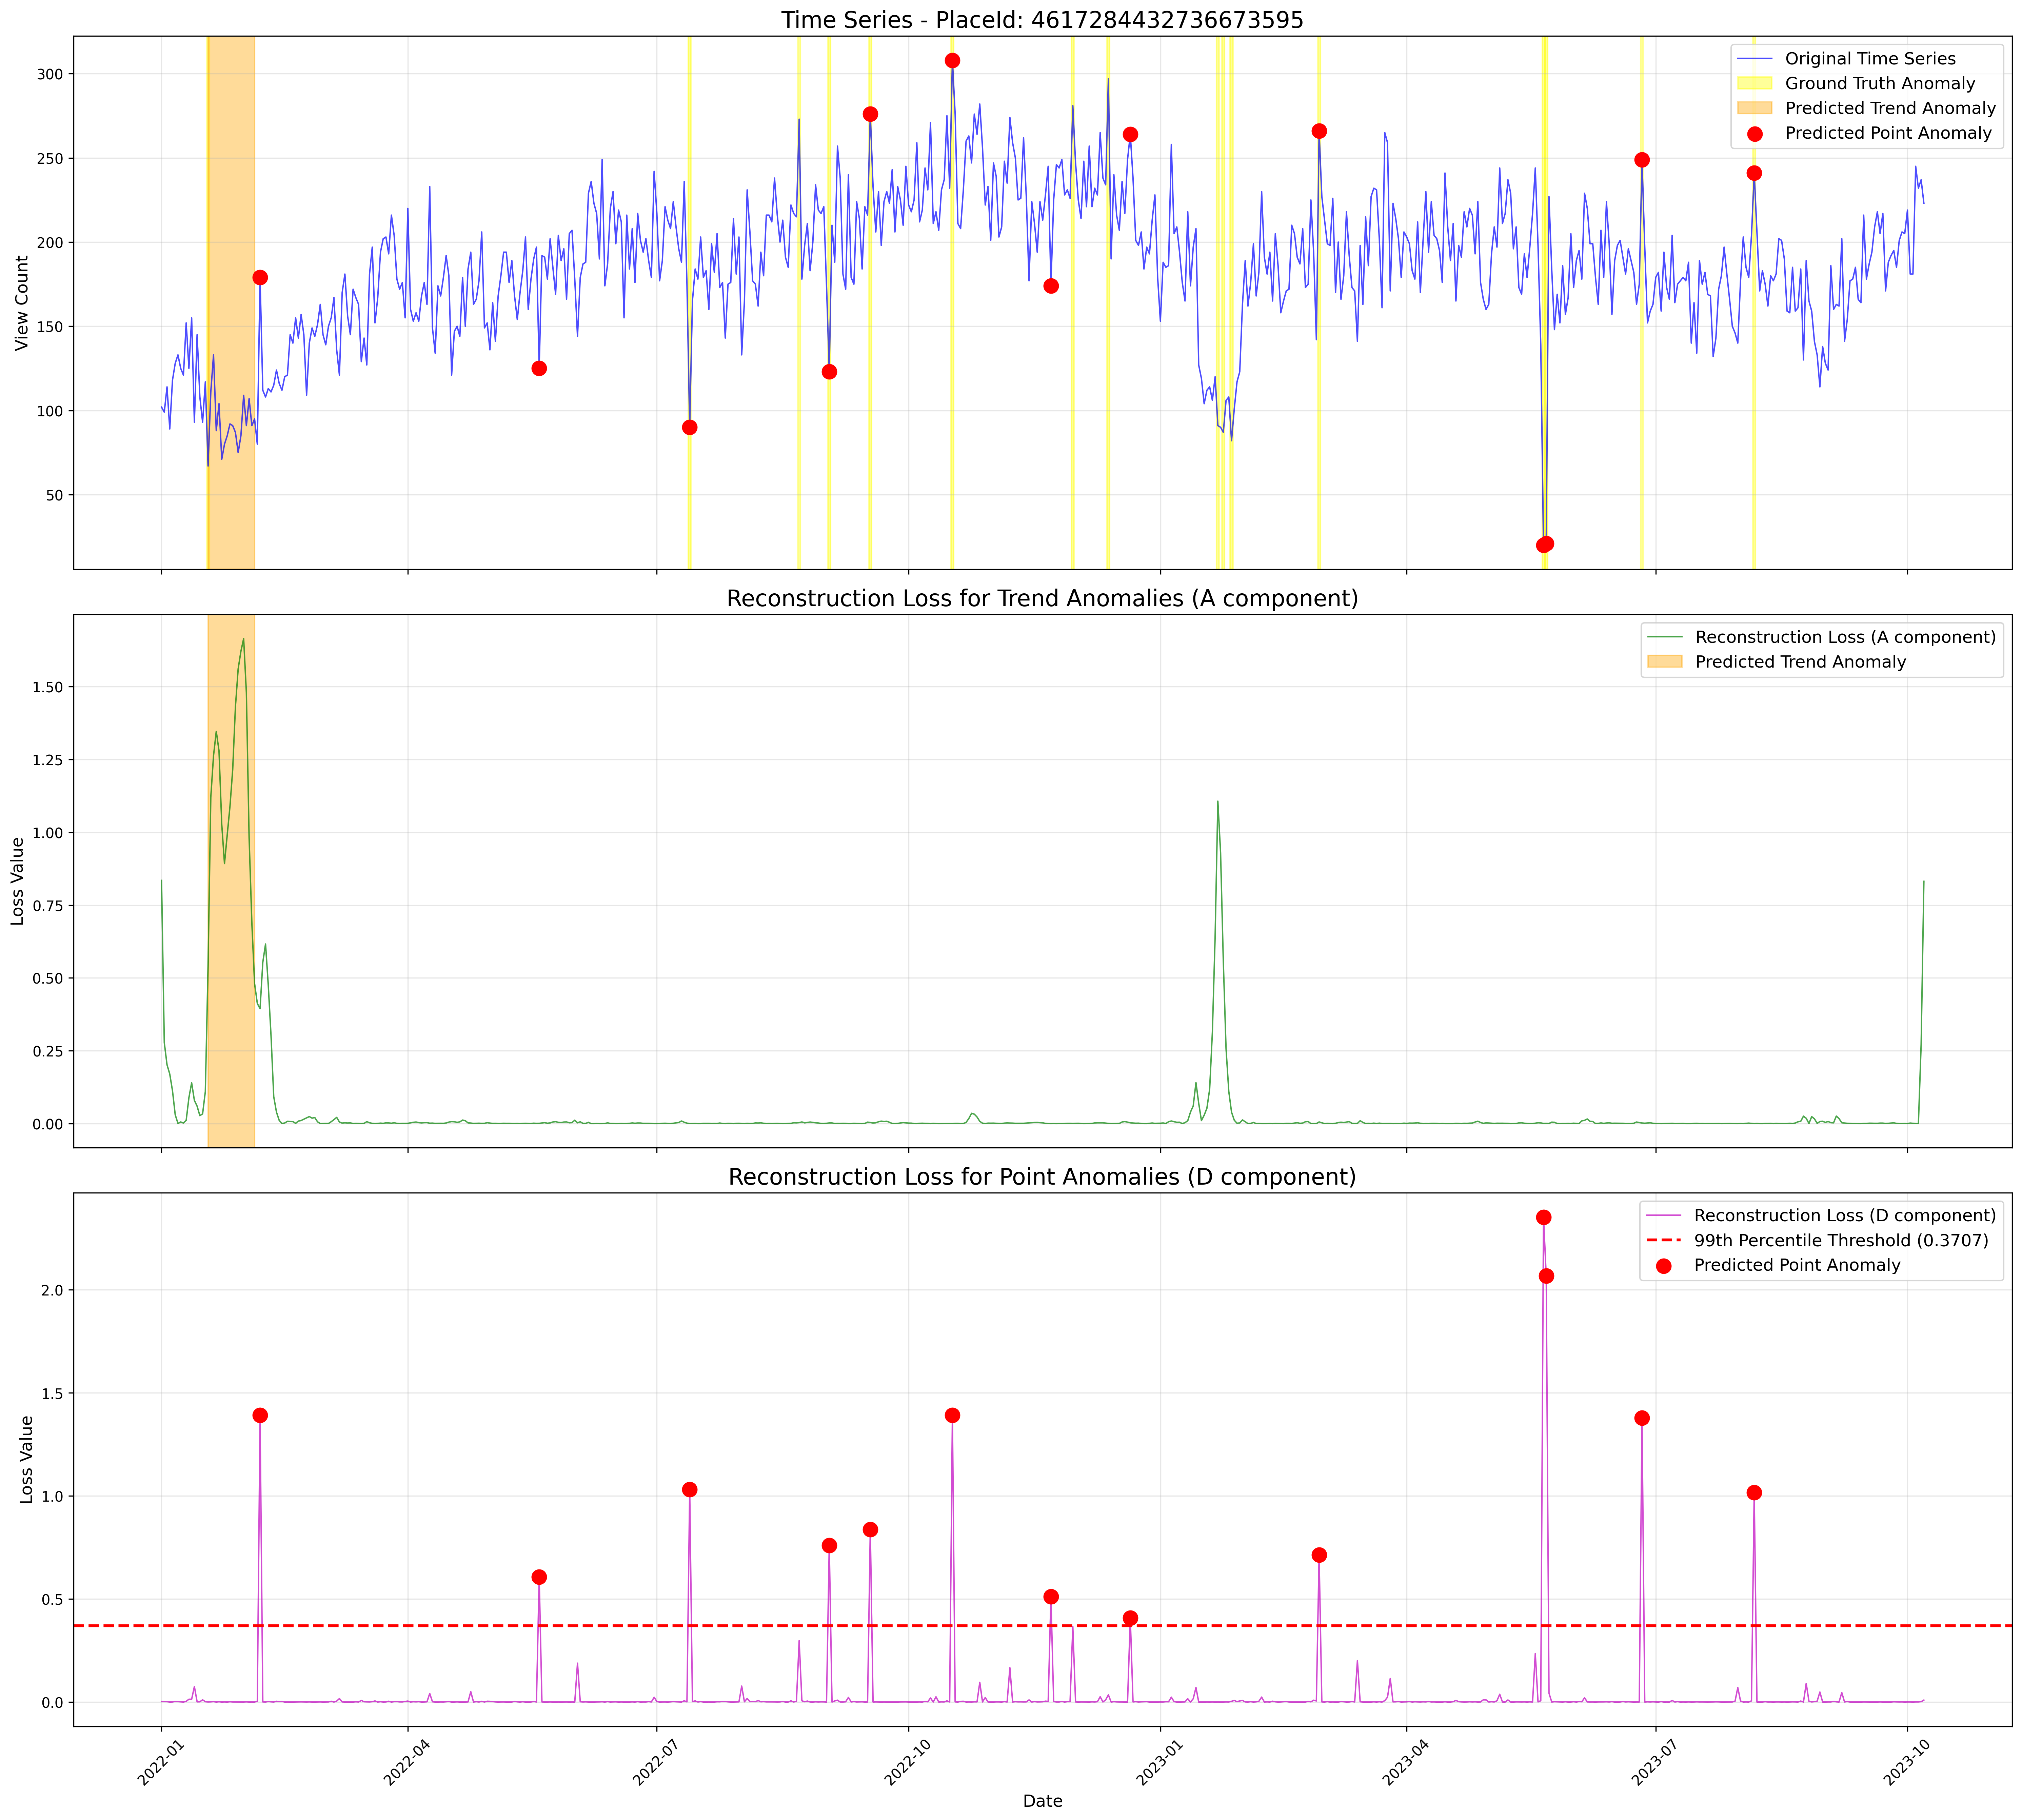 Time Series - PlaceId: 4617284432736673595
View Count
300
250
200
150
100
50
Original Time Series
Ground Truth Anomaly
Predicted Trend Anomaly
Predicted Point Anomaly
Reconstruction Loss for Trend Anomalies (A component)
Loss Value
1.50
1.25
1.00
0.75
0.50
0.25
0.00
Reconstruction Loss (A component)
Predicted Trend Anomaly
Reconstruction Loss for Point Anomalies (D component)
Loss Value
2.0
1.5
1.0
0.5
0.0
Reconstruction Loss (D component)
99th Percentile Threshold (0.3707)
Predicted Point Anomaly
2022-01
2022-04
2022-07
2022-10
2023-01
2023-04
2023-07
2023-10
Date